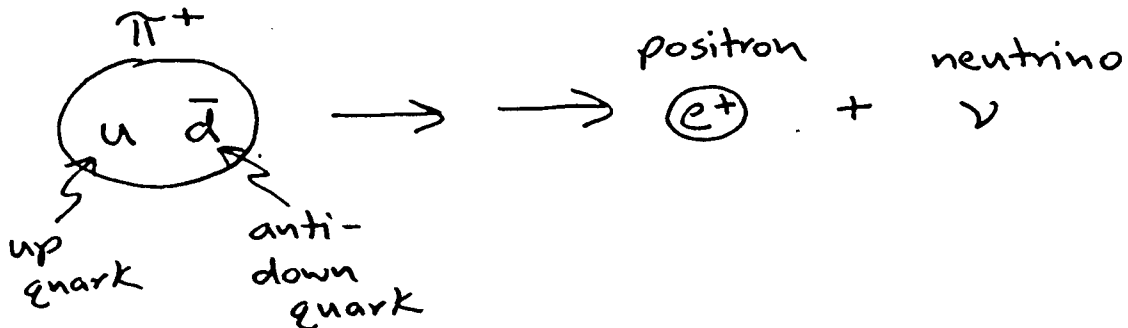 π+
positron neutrino
u d̅ → → e+ + ν
up
quark
anti-
down
quark